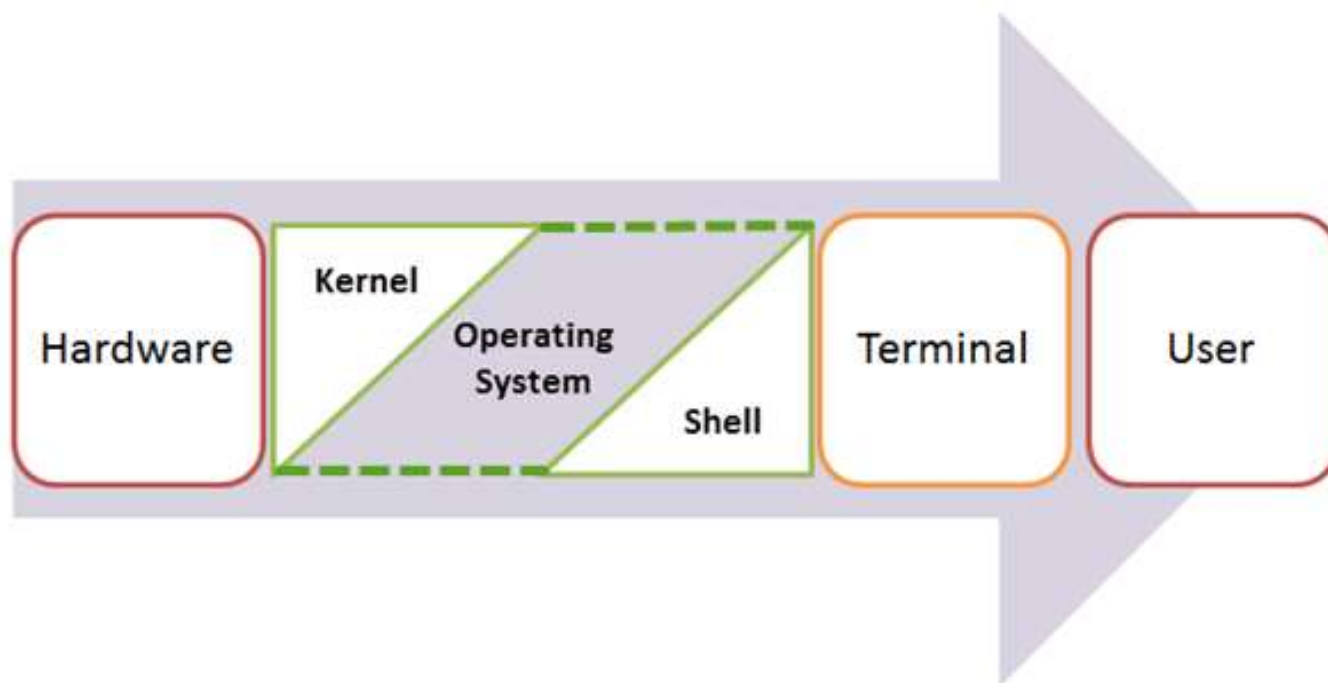 Hardware
Kernel
Operating
System
Shell
Terminal
User